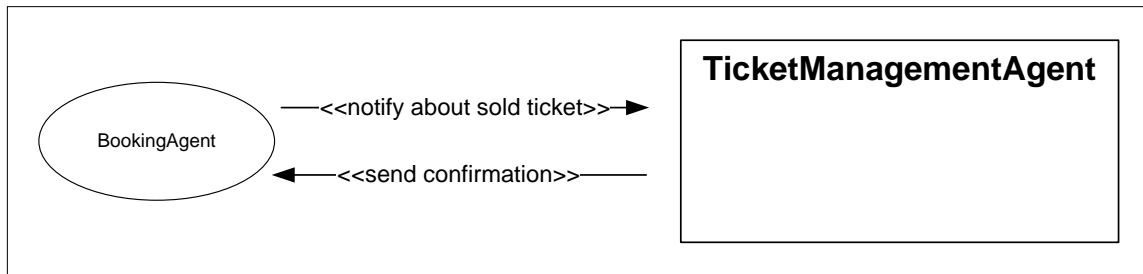 TicketManagementAgent
<<notify about sold ticket>>
BookingAgent
<<send confirmation>>